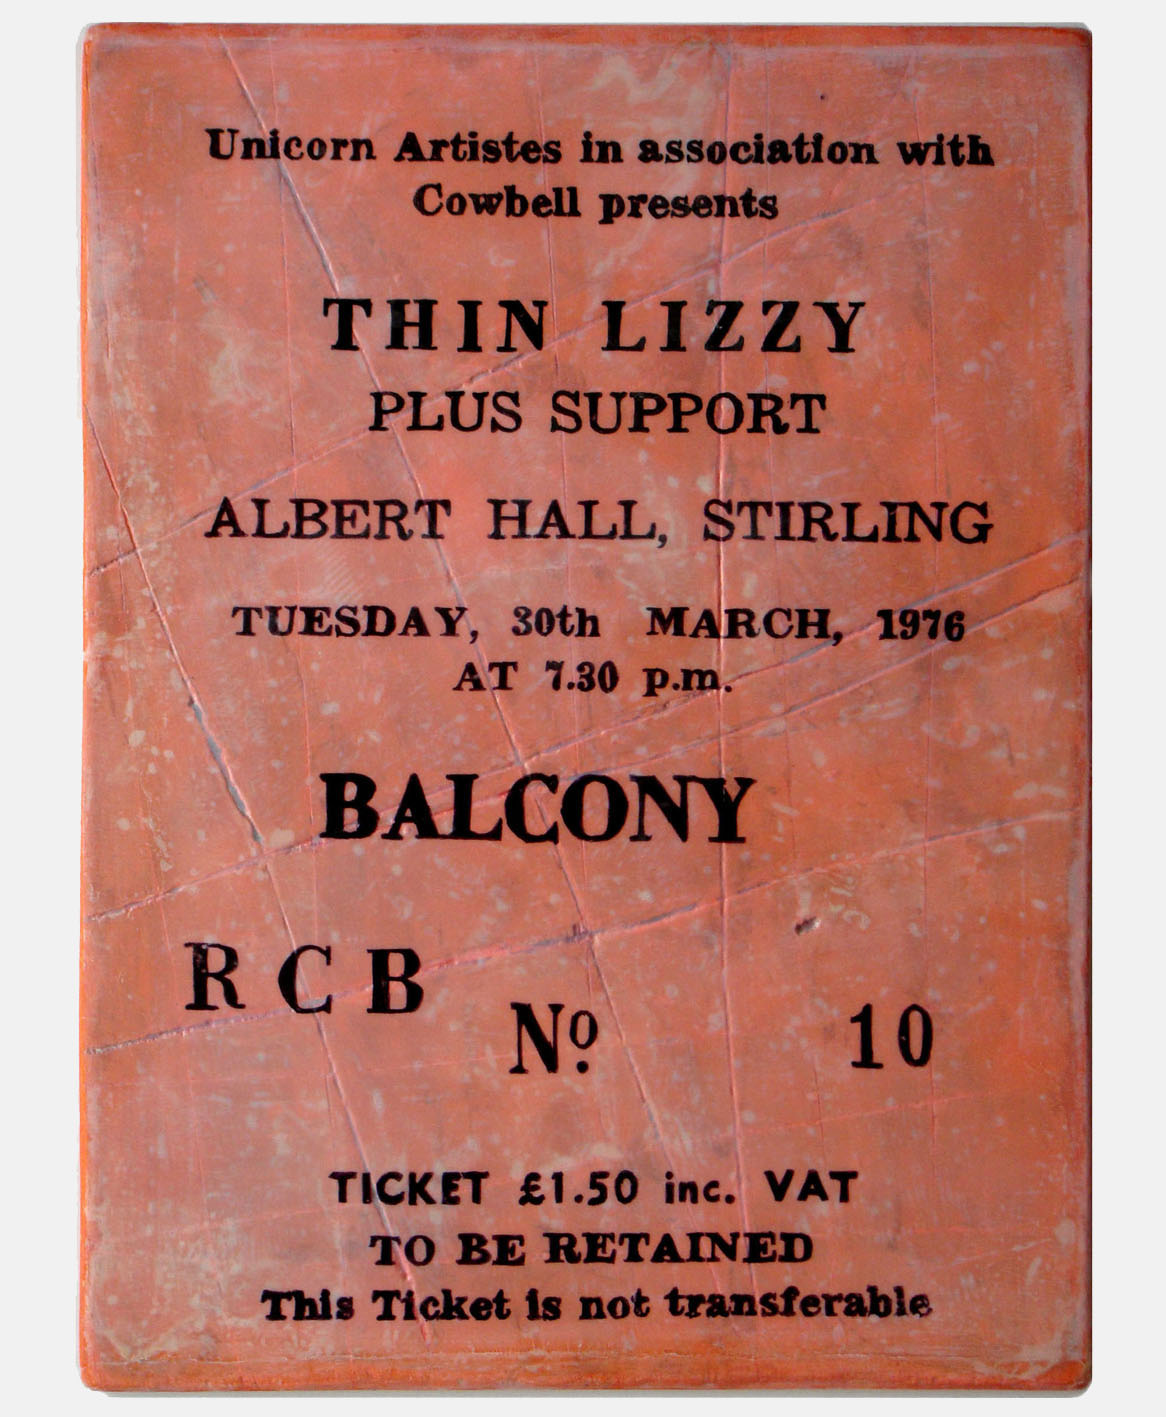 Unicorn Artistes in association with
Cowbell presents
THIN LIZZY
PLUS SUPPORT
ALBERT HALL, STIRLING
TUESDAY, 30th MARCH, 1976
AT 7.30 p.m.
BALCONY
R C B
Nº. 10
TICKET £1.50 inc. VAT
TO BE RETAINED
This Ticket is not transferable